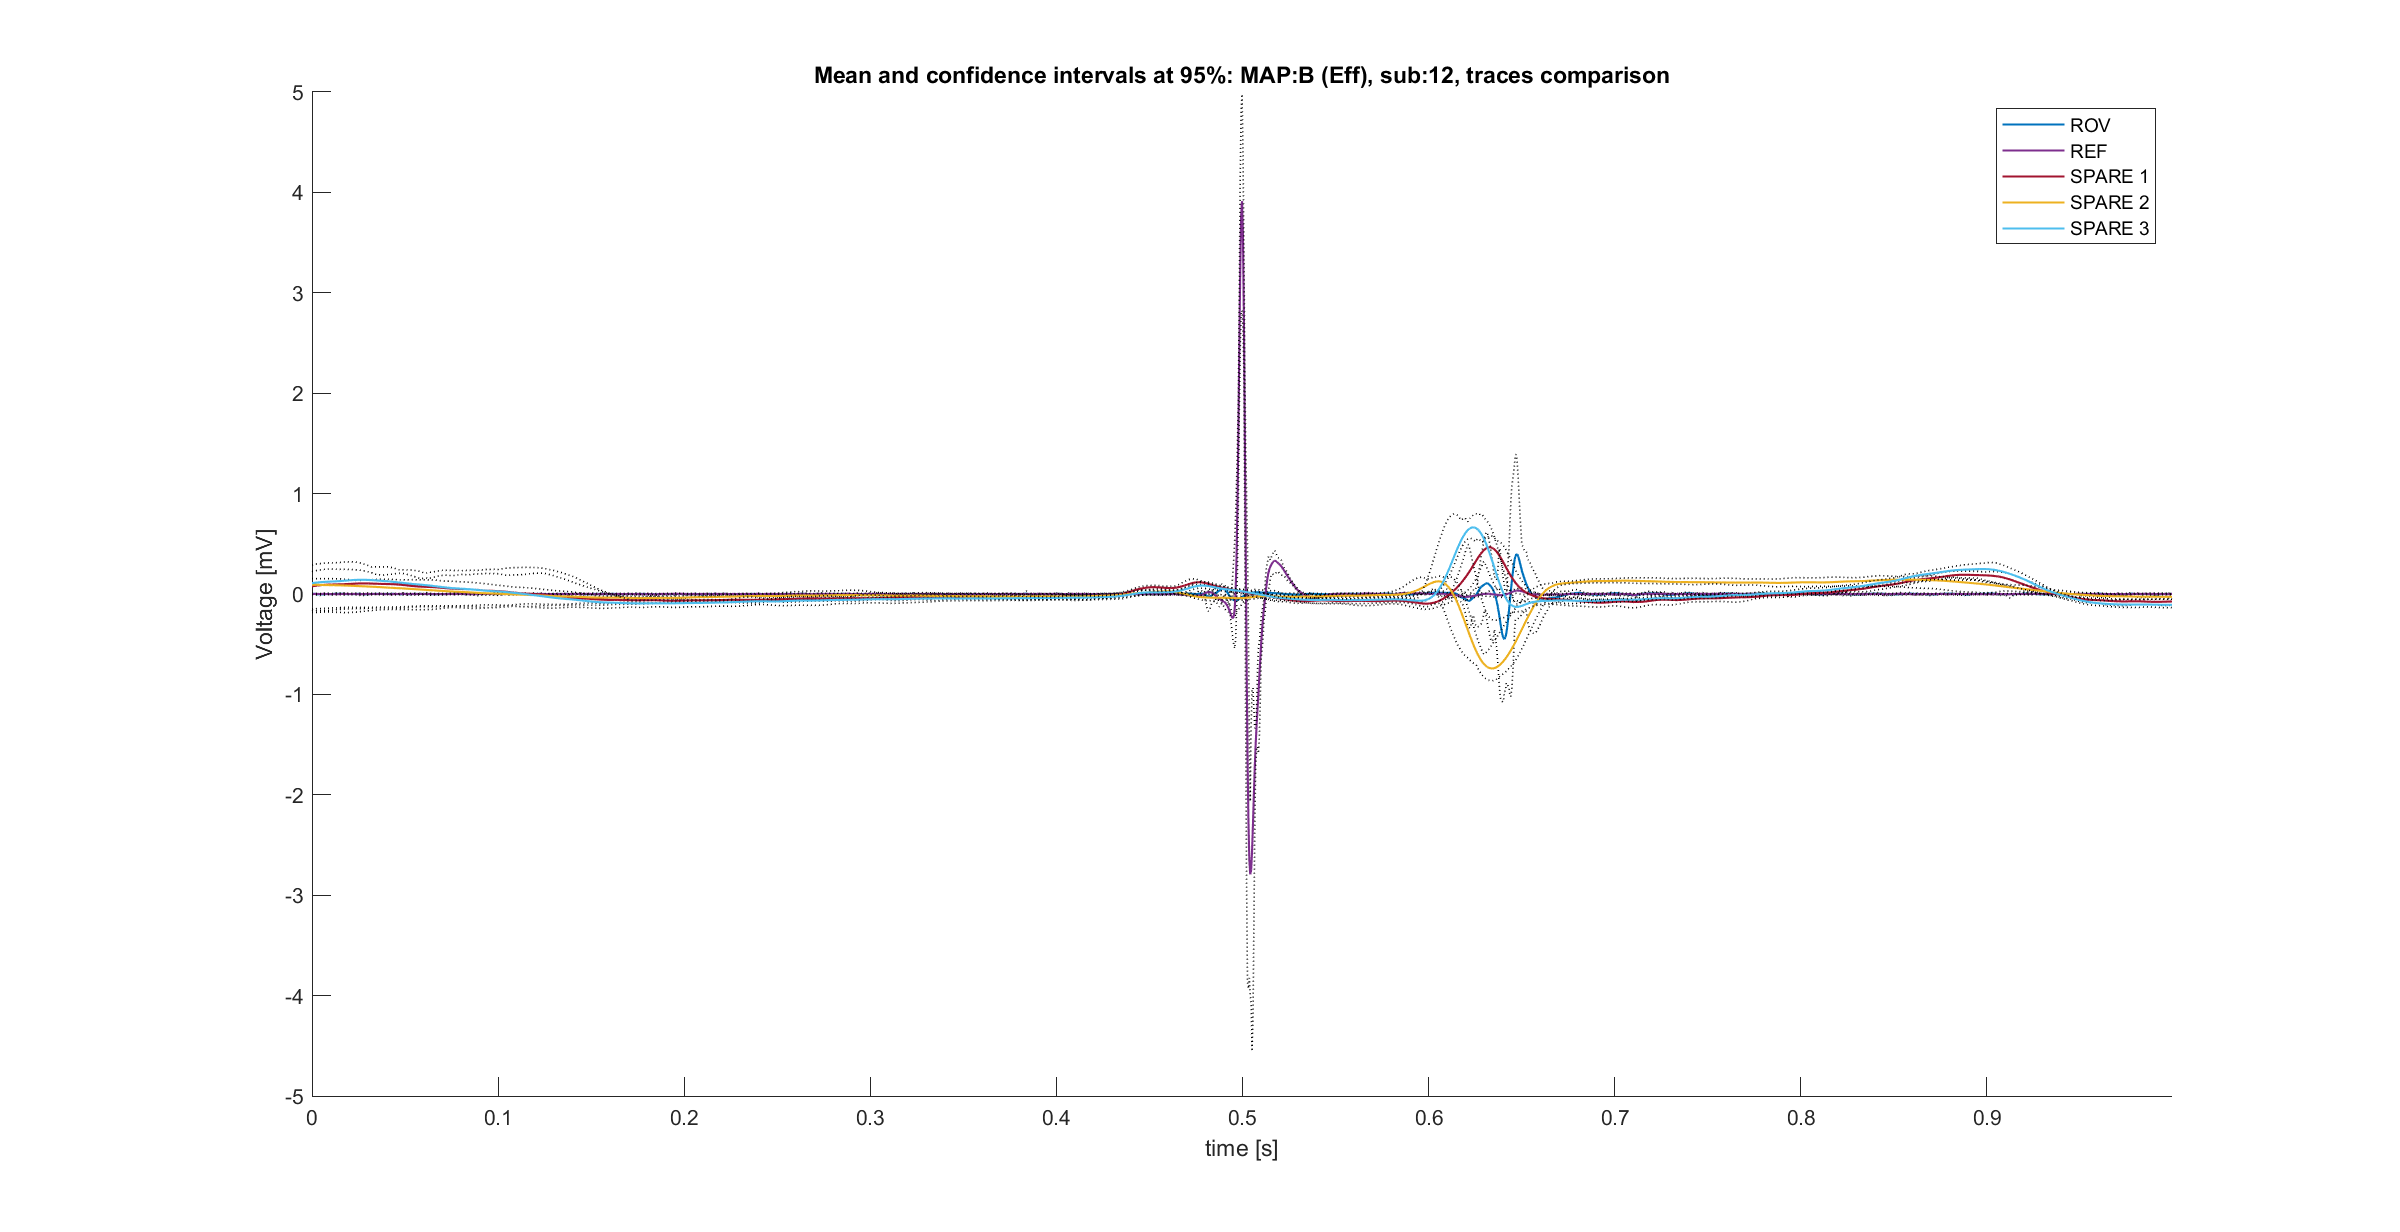 Mean and confidence intervals at 95%: MAP:B (Eff), sub:12, traces comparison
5
4
3
2
1
0
-1
-2
-3
-4
-5
Voltage [mV]
ROV
REF
SPARE 1
SPARE 2
SPARE 3
0 0.1 0.2 0.3 0.4 0.5 0.6 0.7 0.8 0.9
time [s]